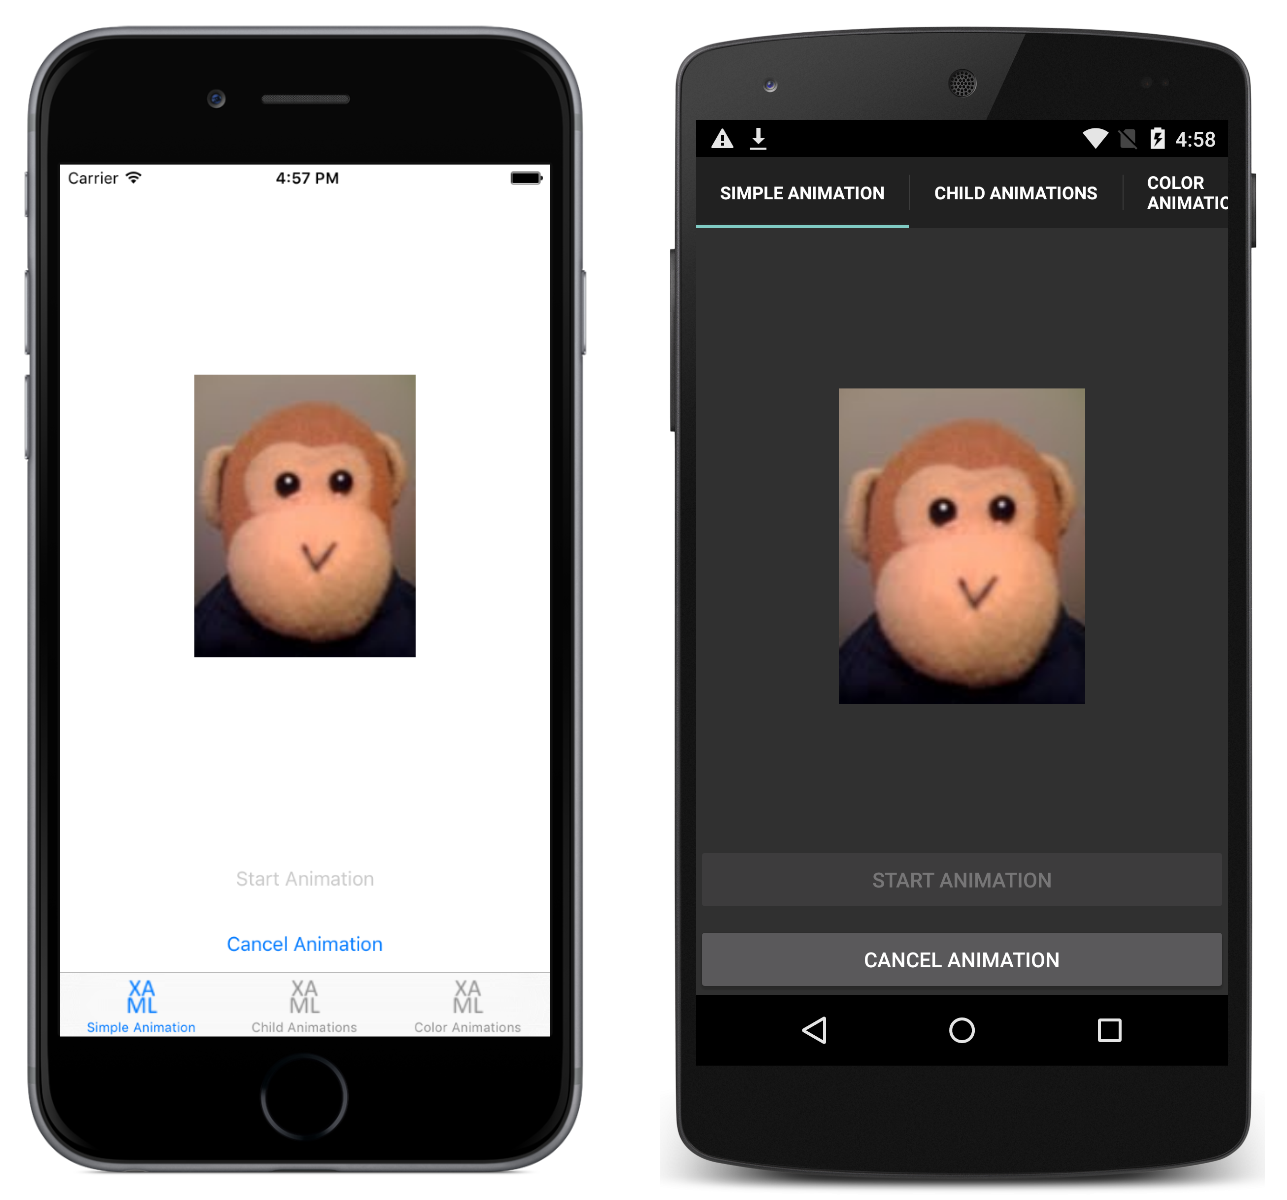 Carrier
4:57 PM
Start Animation
Cancel Animation
XA
ML
Simple Animation
XA
ML
Child Animations
XA
ML
Color Animations
4:58
SIMPLE ANIMATION
CHILD ANIMATIONS
COLOR
ANIMATIC
START ANIMATION
CANCEL ANIMATION